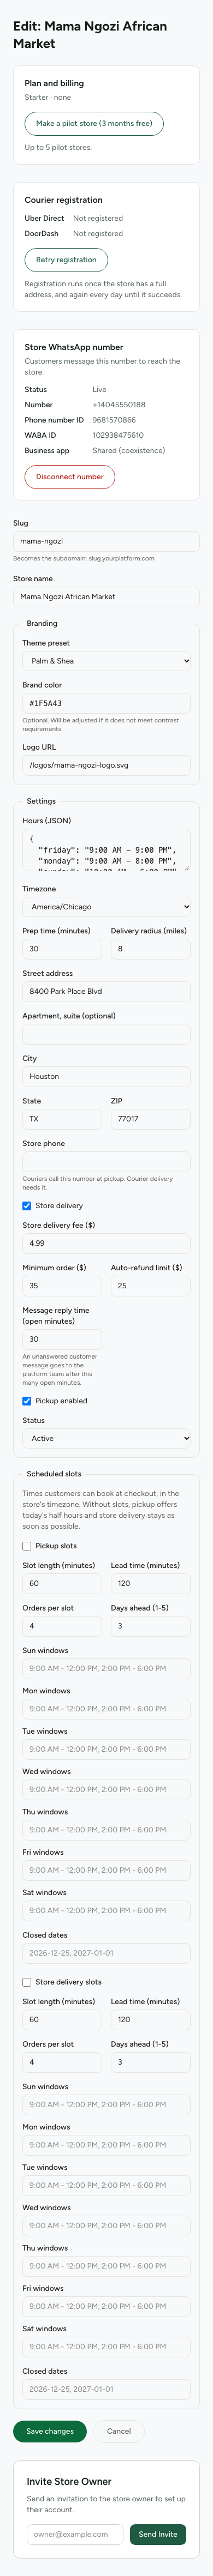 Edit: Mama Ngozi African
Market
Plan and billing
Starter · none
Make a pilot store (3 months free)
Up to 5 pilot stores.
Courier registration
Uber Direct Not registered
DoorDash Not registered
Retry registration
Registration runs once the store has a full
address, and again every day until it succeeds.
Store WhatsApp number
Customers message this number to reach the
store.
Status Live
Number +14045550188
Phone number ID 9681570866
WABA ID 102938475610
Business app Shared (coexistence)
Disconnect number
Slug
mama-ngozi
Becomes the subdomain: slug.yourplatform.com
Store name
Mama Ngozi African Market
Branding
Theme preset
Palm & Shea
Brand color
#1F5A43
Optional. Will be adjusted if it does not meet contrast
requirements.
Logo URL
/logos/mama-ngozi-logo.svg
Settings
Hours (JSON)
{
"friday": "9:00 AM – 9:00 PM",
"monday": "9:00 AM – 8:00 PM",
Timezone
America/Chicago
Prep time (minutes) Delivery radius (miles)
30 8
Street address
8400 Park Place Blvd
Apartment, suite (optional)
City
Houston
State ZIP
TX 77017
Store phone
Couriers call this number at pickup. Courier delivery
needs it.
Store delivery
Store delivery fee ($)
4.99
Minimum order ($) Auto-refund limit ($)
35 25
Message reply time
(open minutes)
30
An unanswered customer
message goes to the
platform team after this
many open minutes.
Pickup enabled
Status
Active
Scheduled slots
Times customers can book at checkout, in the
store's timezone. Without slots, pickup offers
today's half hours and store delivery stays as
soon as possible.
Pickup slots
Slot length (minutes) Lead time (minutes)
60 120
Orders per slot Days ahead (1-5)
4 3
Sun windows
9:00 AM - 12:00 PM, 2:00 PM - 6:00 PM
Mon windows
9:00 AM - 12:00 PM, 2:00 PM - 6:00 PM
Tue windows
9:00 AM - 12:00 PM, 2:00 PM - 6:00 PM
Wed windows
9:00 AM - 12:00 PM, 2:00 PM - 6:00 PM
Thu windows
9:00 AM - 12:00 PM, 2:00 PM - 6:00 PM
Fri windows
9:00 AM - 12:00 PM, 2:00 PM - 6:00 PM
Sat windows
9:00 AM - 12:00 PM, 2:00 PM - 6:00 PM
Closed dates
2026-12-25, 2027-01-01
Store delivery slots
Slot length (minutes) Lead time (minutes)
60 120
Orders per slot Days ahead (1-5)
4 3
Sun windows
9:00 AM - 12:00 PM, 2:00 PM - 6:00 PM
Mon windows
9:00 AM - 12:00 PM, 2:00 PM - 6:00 PM
Tue windows
9:00 AM - 12:00 PM, 2:00 PM - 6:00 PM
Wed windows
9:00 AM - 12:00 PM, 2:00 PM - 6:00 PM
Thu windows
9:00 AM - 12:00 PM, 2:00 PM - 6:00 PM
Fri windows
9:00 AM - 12:00 PM, 2:00 PM - 6:00 PM
Sat windows
9:00 AM - 12:00 PM, 2:00 PM - 6:00 PM
Closed dates
2026-12-25, 2027-01-01
Save changes Cancel
Invite Store Owner
Send an invitation to the store owner to set up
their account.
owner@example.com Send Invite